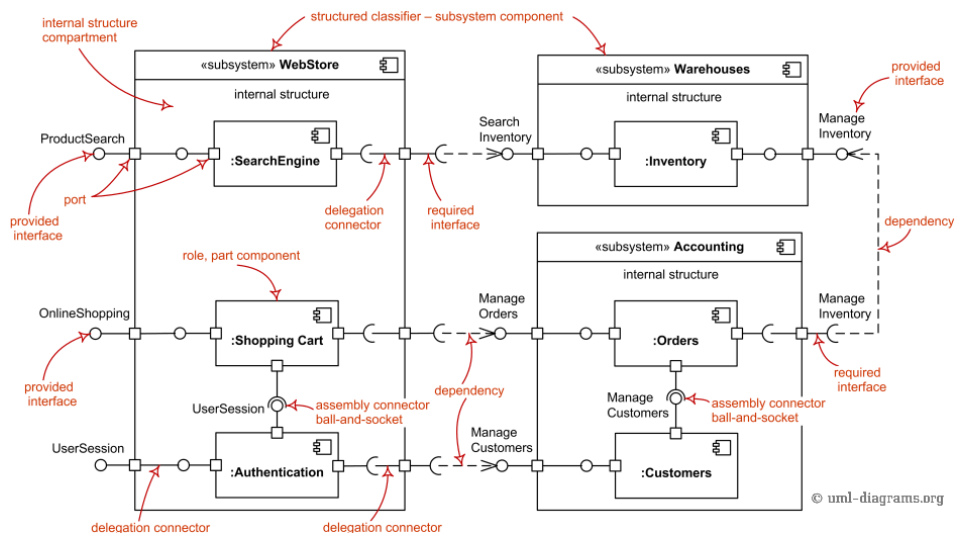 structured classifier – subsystem component
internal structure
compartment
«subsystem» WebStore
internal structure
«subsystem» Warehouses
internal structure
provided
interface
ProductSearch
:SearchEngine
Search
Inventory
:Inventory
Manage
Inventory
port
provided
interface
delegation
connector
required
interface
dependency
role, part component
«subsystem» Accounting
internal structure
OnlineShopping
:Shopping Cart
Manage
Orders
:Orders
Manage
Inventory
provided
interface
required
interface
dependency
UserSession
assembly connector
ball-and-socket
Manage
Customers
assembly connector
ball-and-socket
UserSession
:Authentication
Manage
Customers
:Customers
delegation connector
delegation connector
© uml-diagrams.org